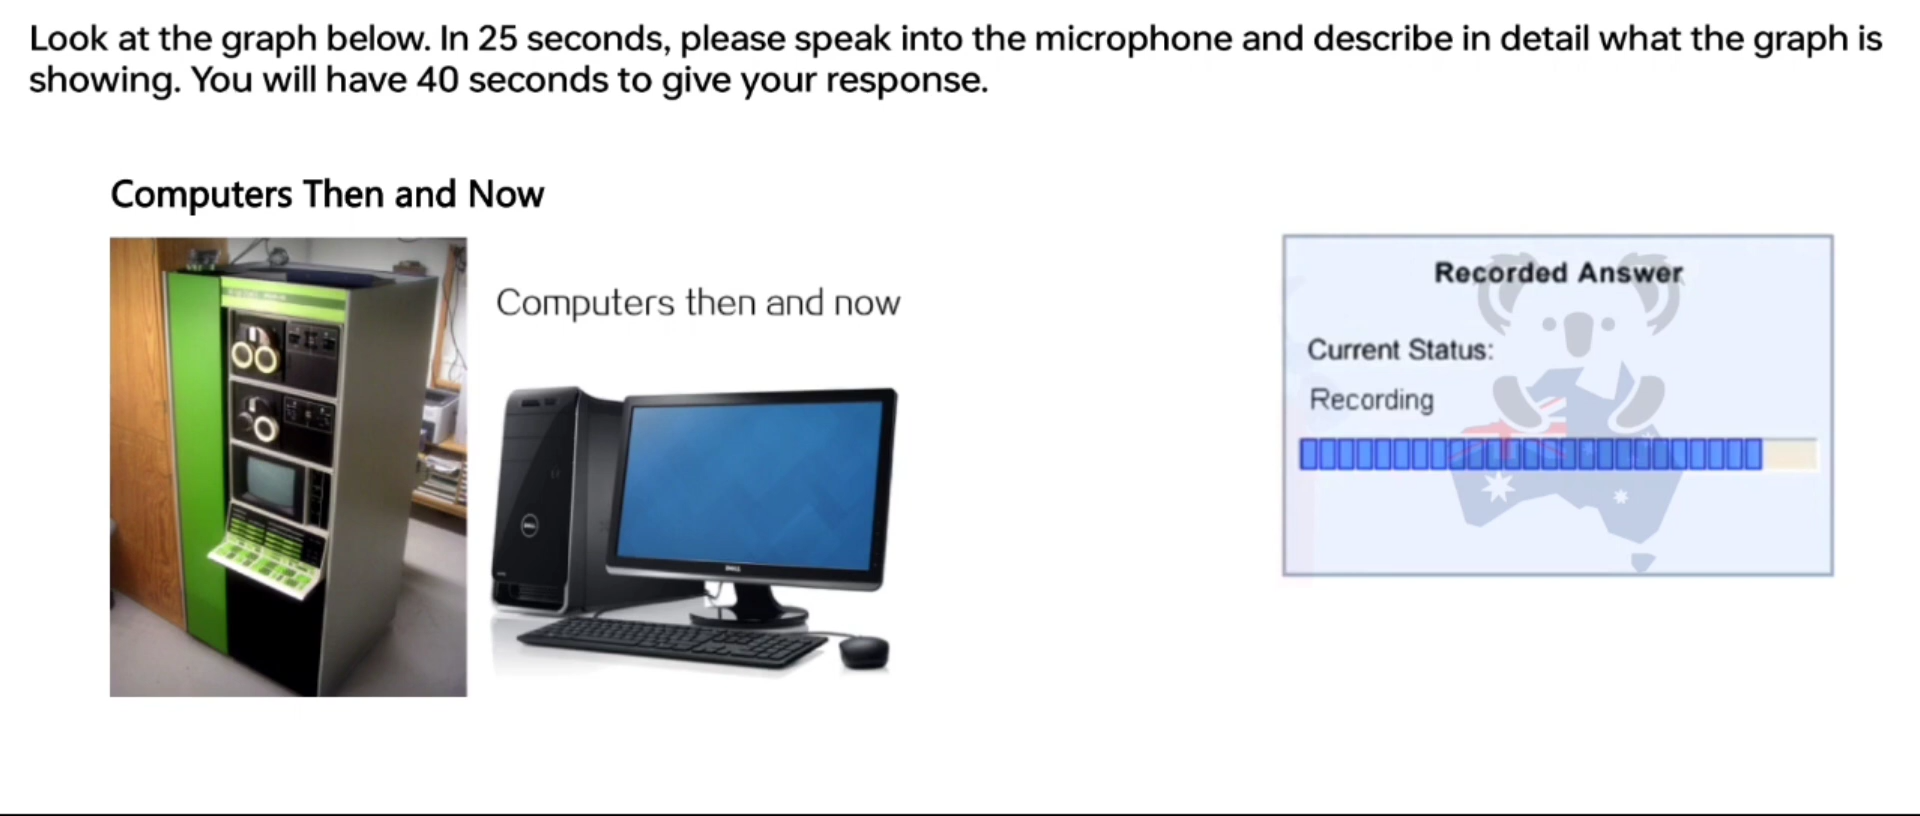 Look at the graph below. In 25 seconds, please speak into the microphone and describe in detail what the graph is
showing. You will have 40 seconds to give your response.
Computers Then and Now
Computers then and now
DELL
DELL
Recorded Answer
Current Status:
Recording